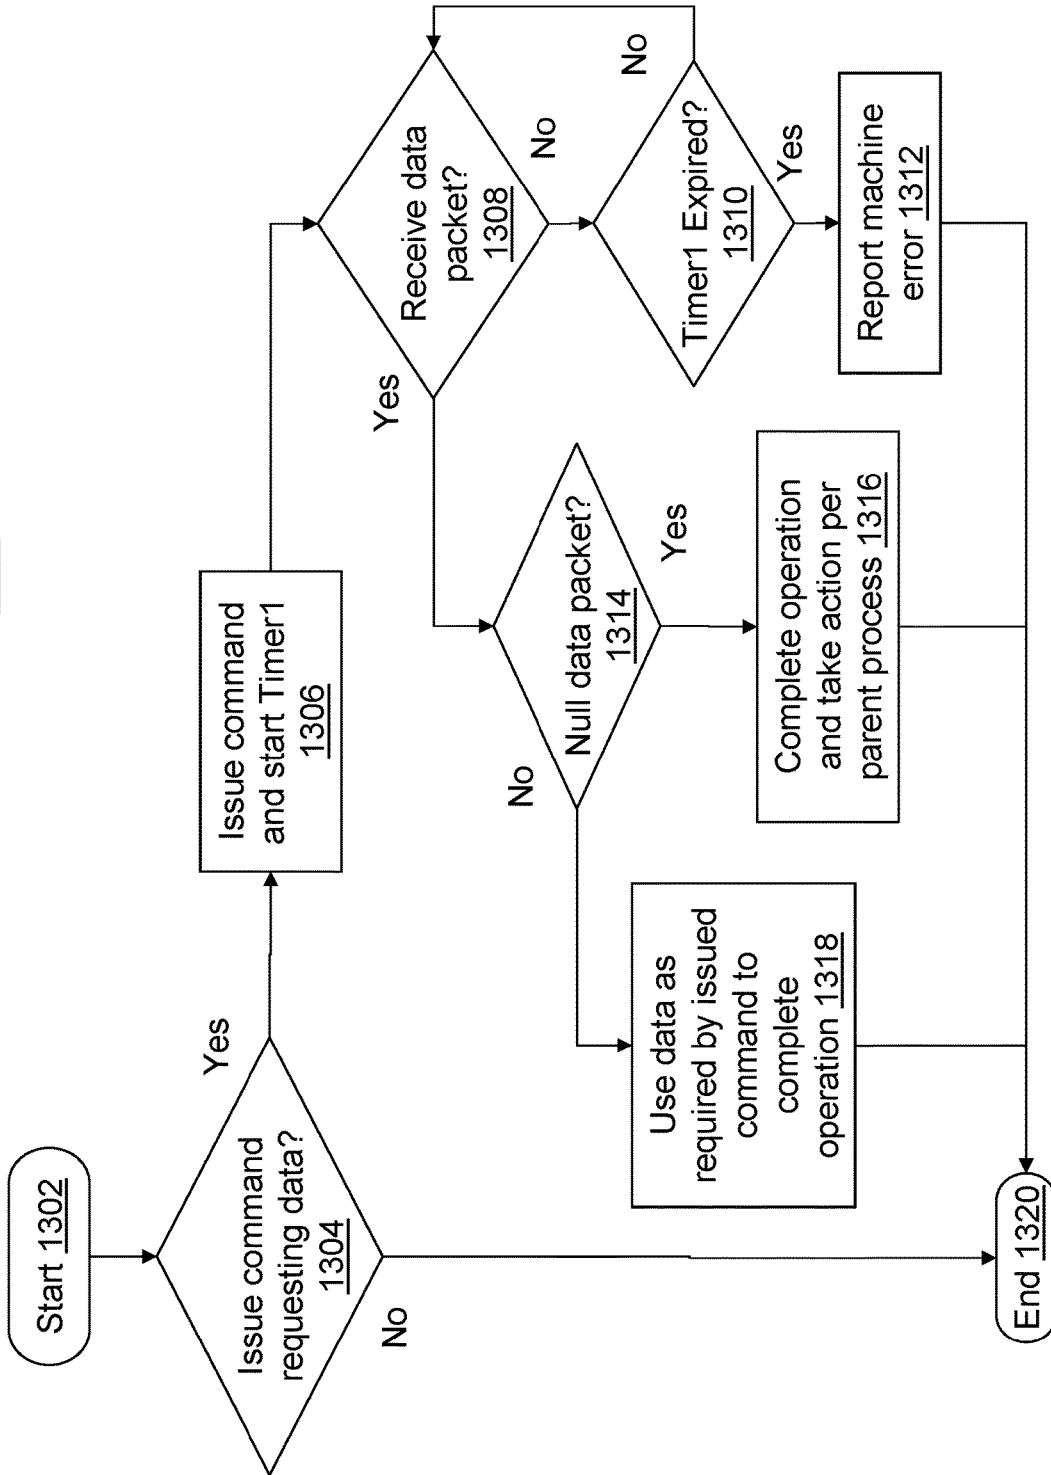 Start 1302
Issue command
requesting data?
1304
Yes
No
Issue command
and start Timer1
1306
Receive data
packet?
1308
Yes
No
Timer1 Expired?
1310
No
Yes
Report machine
error 1312
Null data packet?
1314
No
Yes
Complete operation
and take action per
parent process 1316
Use data as
required by issued
command to
complete
operation 1318
End 1320